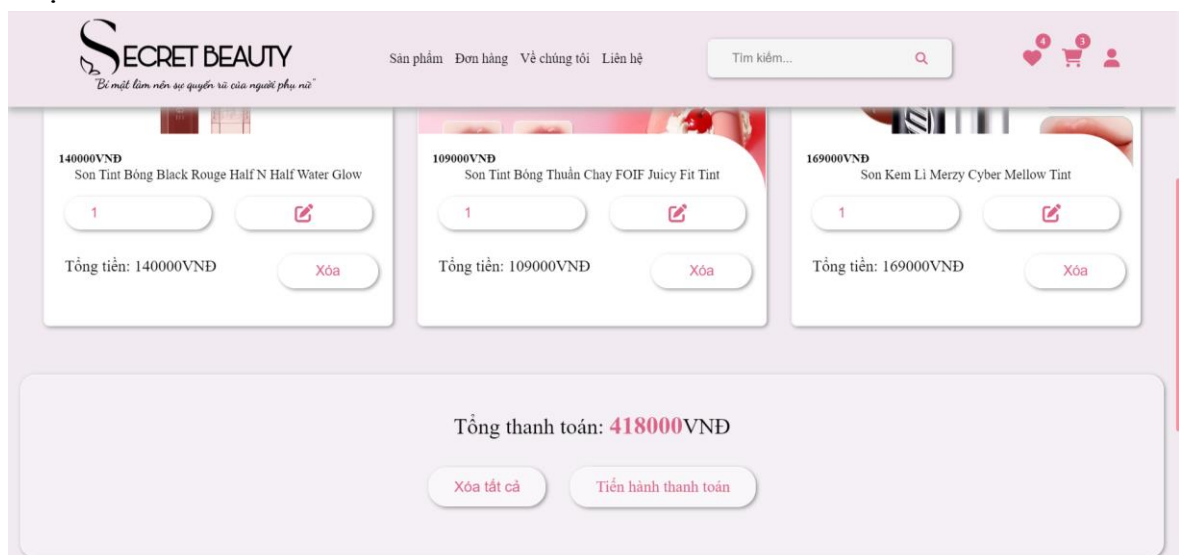 SECRET BEAUTY
"Bí mật làm nên sự quyến rũ của người phụ nữ"
Sản phẩm Đơn hàng Về chúng tôi Liên hệ
Tìm kiếm...
4
3
140000VNĐ
Son Tint Bóng Black Rouge Half N Half Water Glow
1
Tổng tiền: 140000VNĐ
Xóa
109000VNĐ
Son Tint Bóng Thuần Chay FOIF Juicy Fit Tint
1
Tổng tiền: 109000VNĐ
Xóa
169000VNĐ
Son Kem Lì Merzy Cyber Mellow Tint
1
Tổng tiền: 169000VNĐ
Xóa
Tổng thanh toán: 418000VNĐ
Xóa tất cả
Tiến hành thanh toán